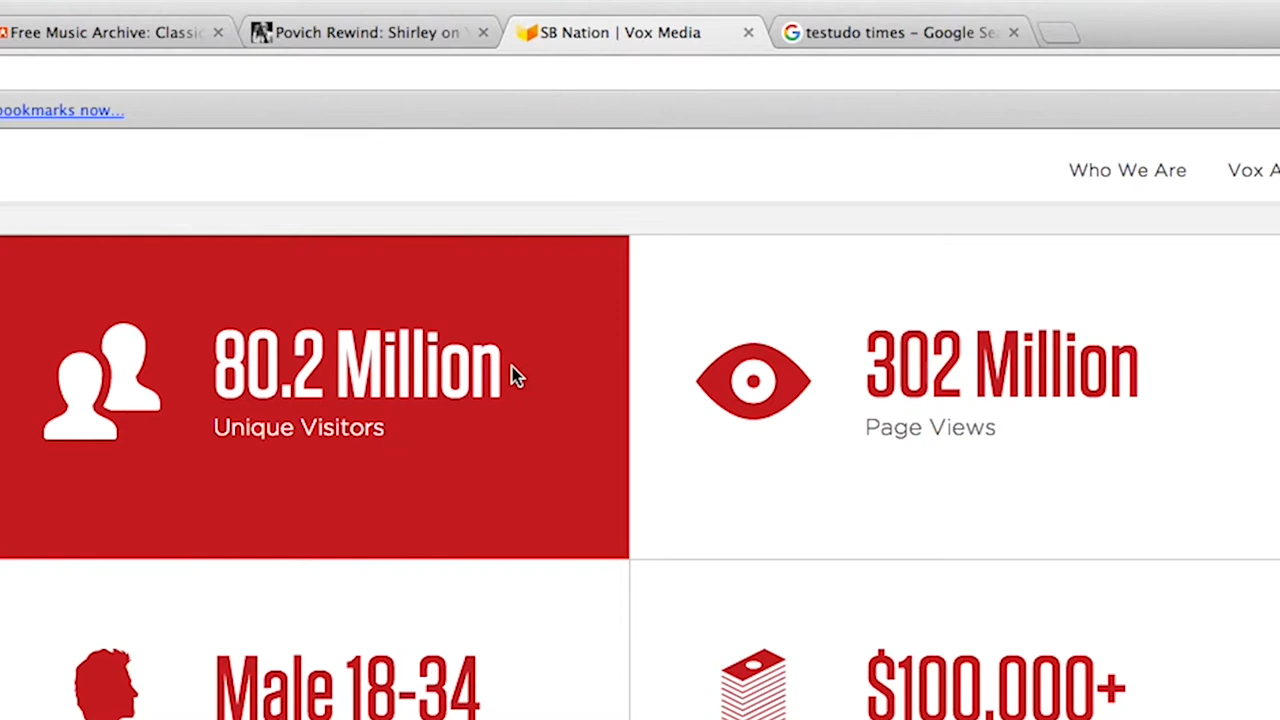 Free Music Archive: Classi
Povich Rewind: Shirley on
SB Nation | Vox Media
testudo times – Google Se
bookmarks now...
Who We Are
Vox A
80.2 Million
Unique Visitors
302 Million
Page Views
Male 18-34
$100,000+